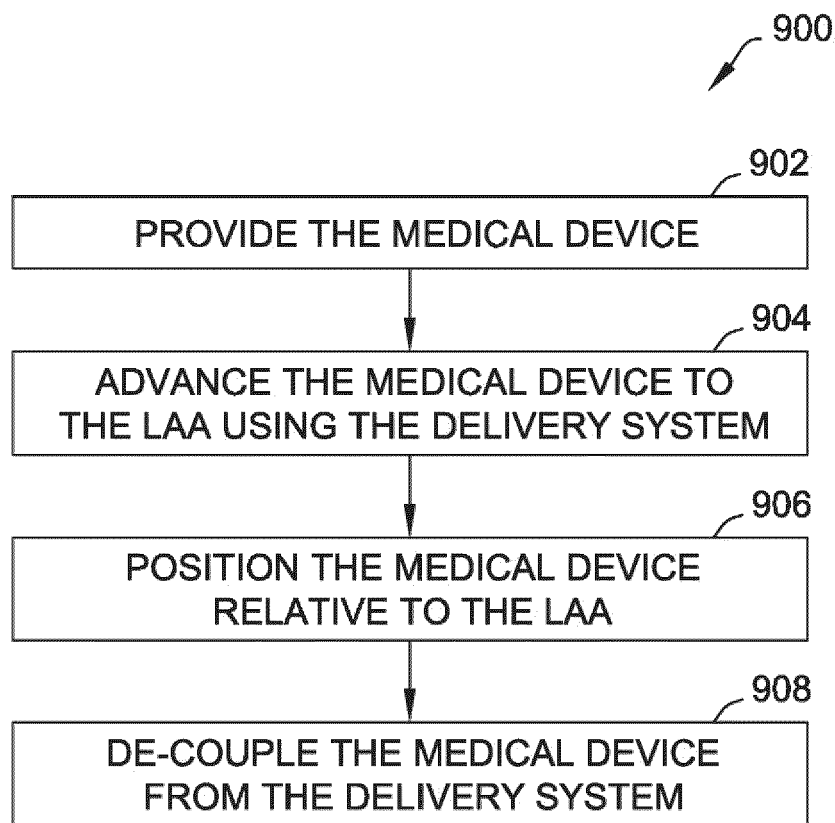 900
902
PROVIDE THE MEDICAL DEVICE
904
ADVANCE THE MEDICAL DEVICE TO
THE LAA USING THE DELIVERY SYSTEM
906
POSITION THE MEDICAL DEVICE
RELATIVE TO THE LAA
908
DE-COUPLE THE MEDICAL DEVICE
FROM THE DELIVERY SYSTEM